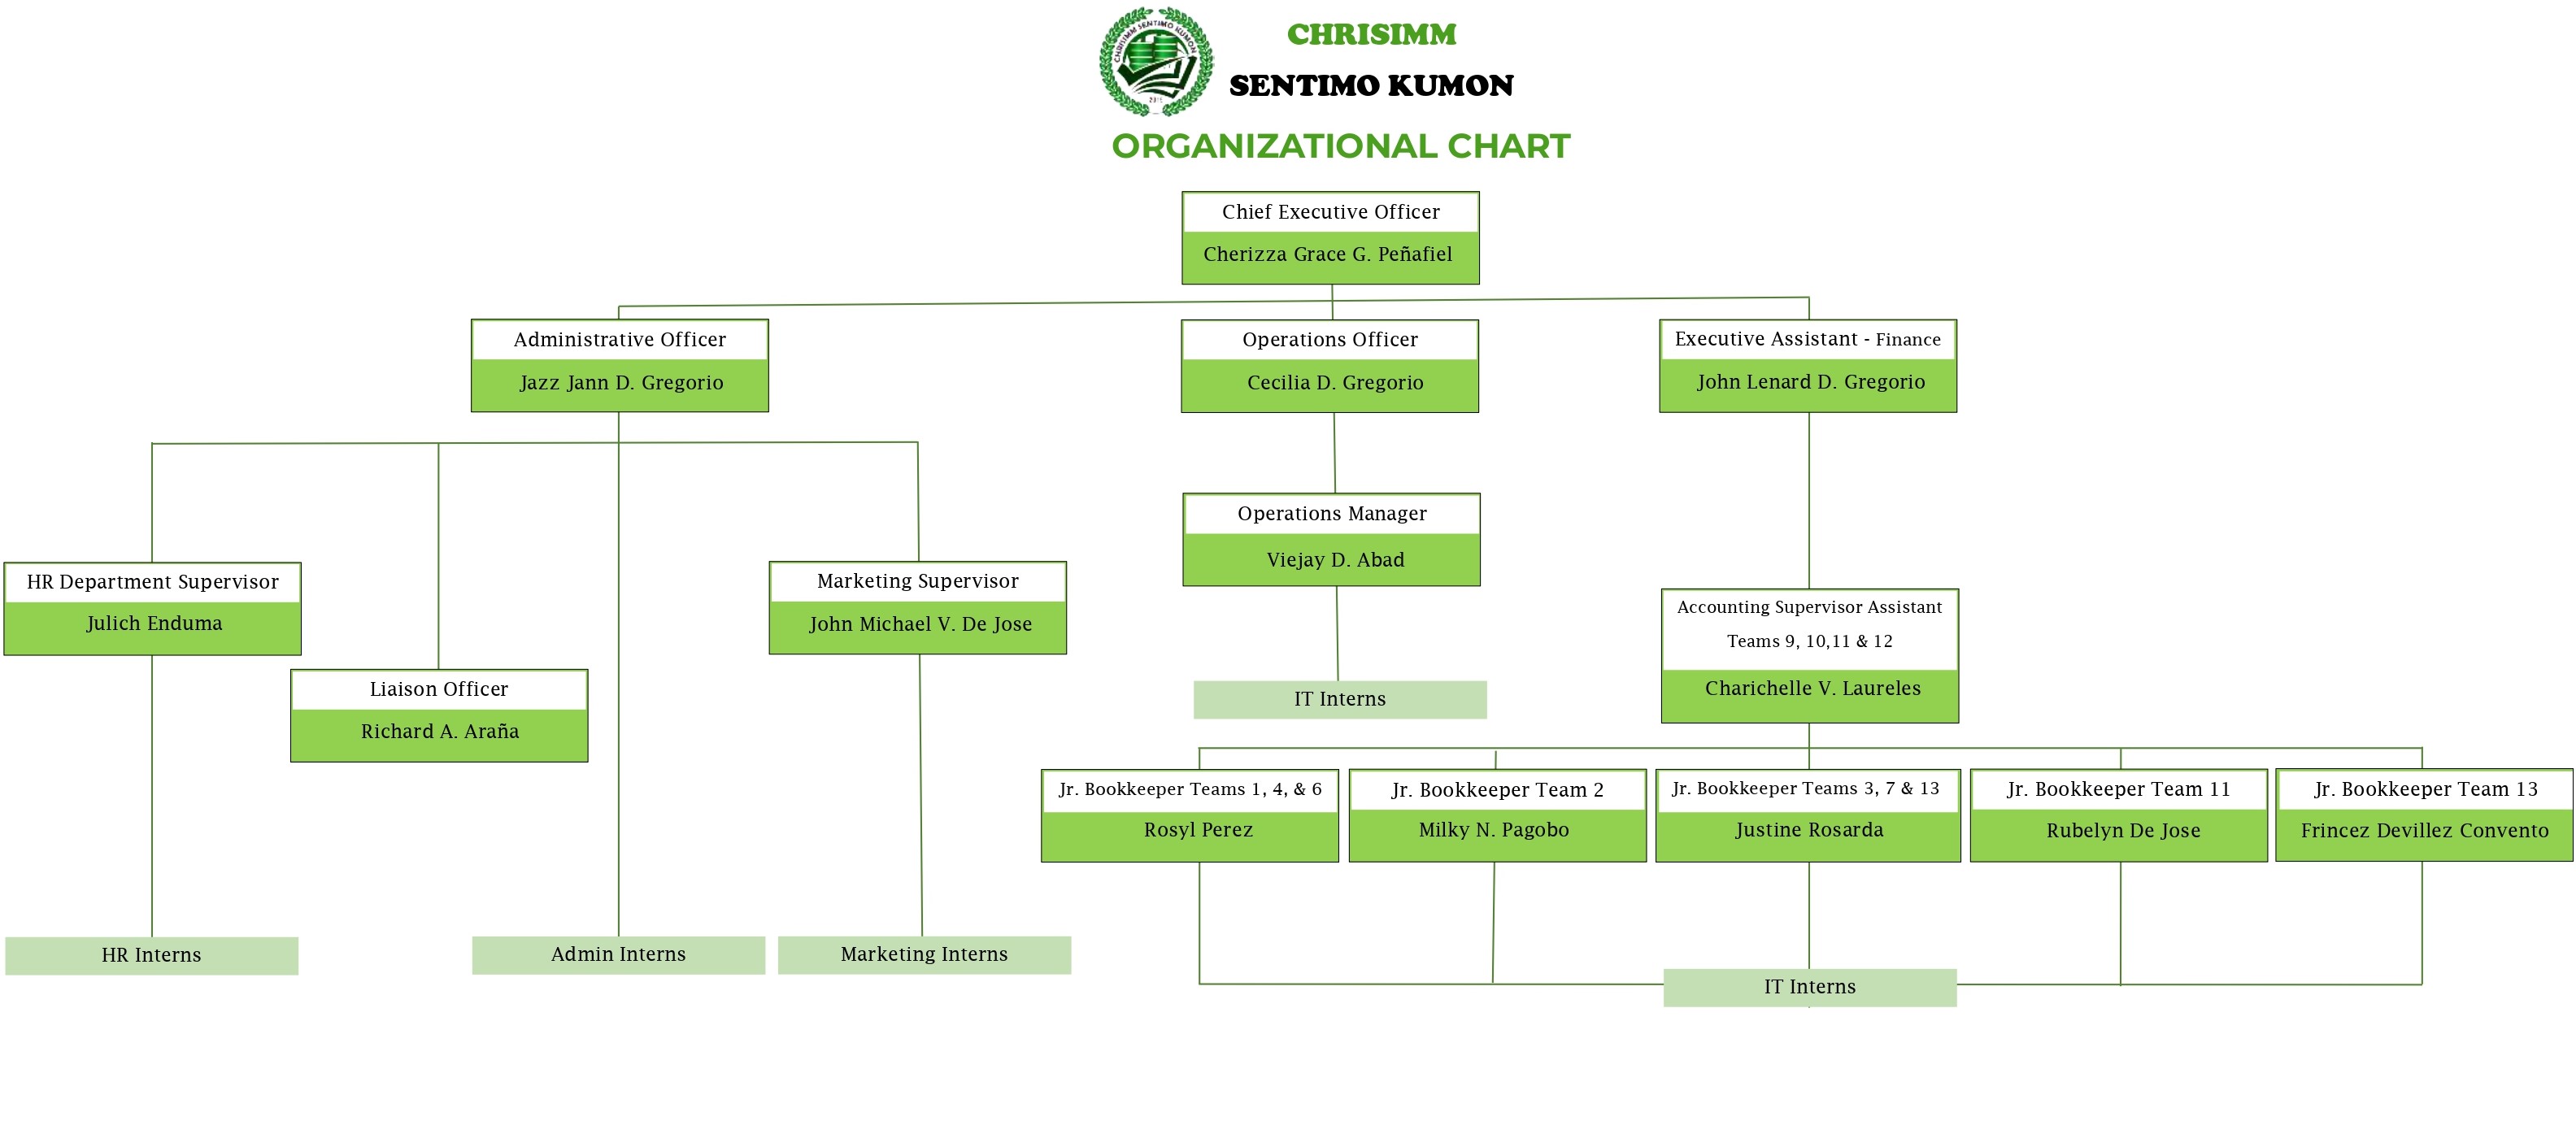 CHRISIMM SENTIMO KUMON
2015
CHRISIMM
SENTIMO KUMON
ORGANIZATIONAL CHART
Chief Executive Officer
Cherizza Grace G. Peñafiel
Administrative Officer
Jazz Jann D. Gregorio
Operations Officer
Cecilia D. Gregorio
Executive Assistant - Finance
John Lenard D. Gregorio
Operations Manager
Viejay D. Abad
HR Department Supervisor
Julich Enduma
Marketing Supervisor
John Michael V. De Jose
Accounting Supervisor Assistant
Teams 9, 10,11 & 12
Charichelle V. Laureles
Liaison Officer
Richard A. Araña
IT Interns
Jr. Bookkeeper Teams 1, 4, & 6
Rosyl Perez
Jr. Bookkeeper Team 2
Milky N. Pagobo
Jr. Bookkeeper Teams 3, 7 & 13
Justine Rosarda
Jr. Bookkeeper Team 11
Rubelyn De Jose
Jr. Bookkeeper Team 13
Frincez Devillez Convento
HR Interns
Admin Interns
Marketing Interns
IT Interns